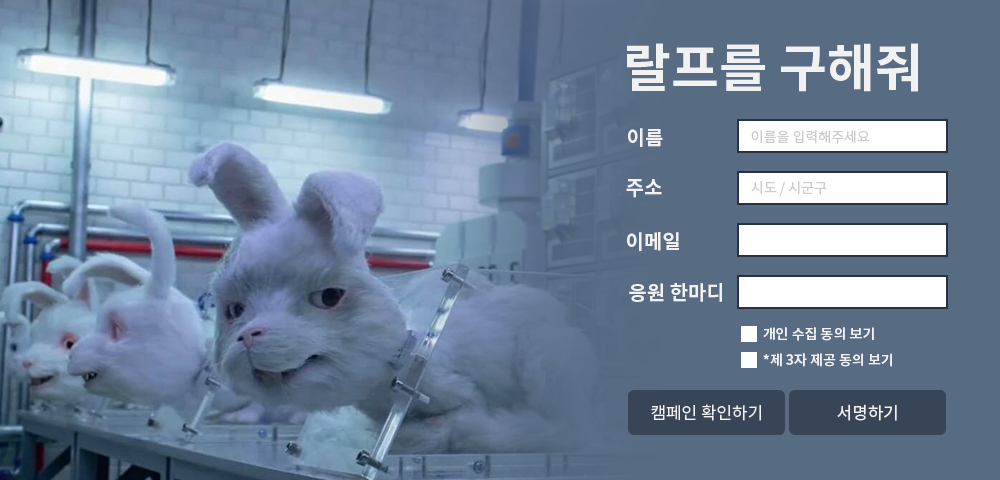 랄프를 구해줘
이름
이름을 입력해주세요
주소
시도 / 시군구
이메일
응원 한마디
개인 수집 동의 보기
*제 3자 제공 동의 보기
캠페인 확인하기
서명하기